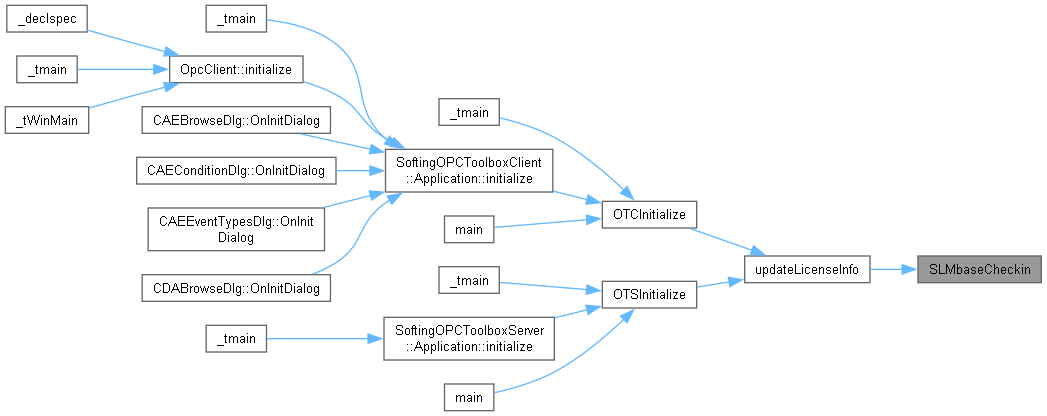 _declspec
_tmain
_tWinMain
OpcClient::initialize
_tmain
CAEBrowseDlg::OnInitDialog
CAEConditionDlg::OnInitDialog
CAEEventTypesDlg::OnInit
Dialog
CDABrowseDlg::OnInitDialog
_tmain
SoftingOPCToolboxClient
::Application::initialize
_tmain
main
_tmain
SoftingOPCToolboxServer
::Application::initialize
main
OTCInitialize
OTSInitialize
updateLicenseInfo
SLMbaseCheckin